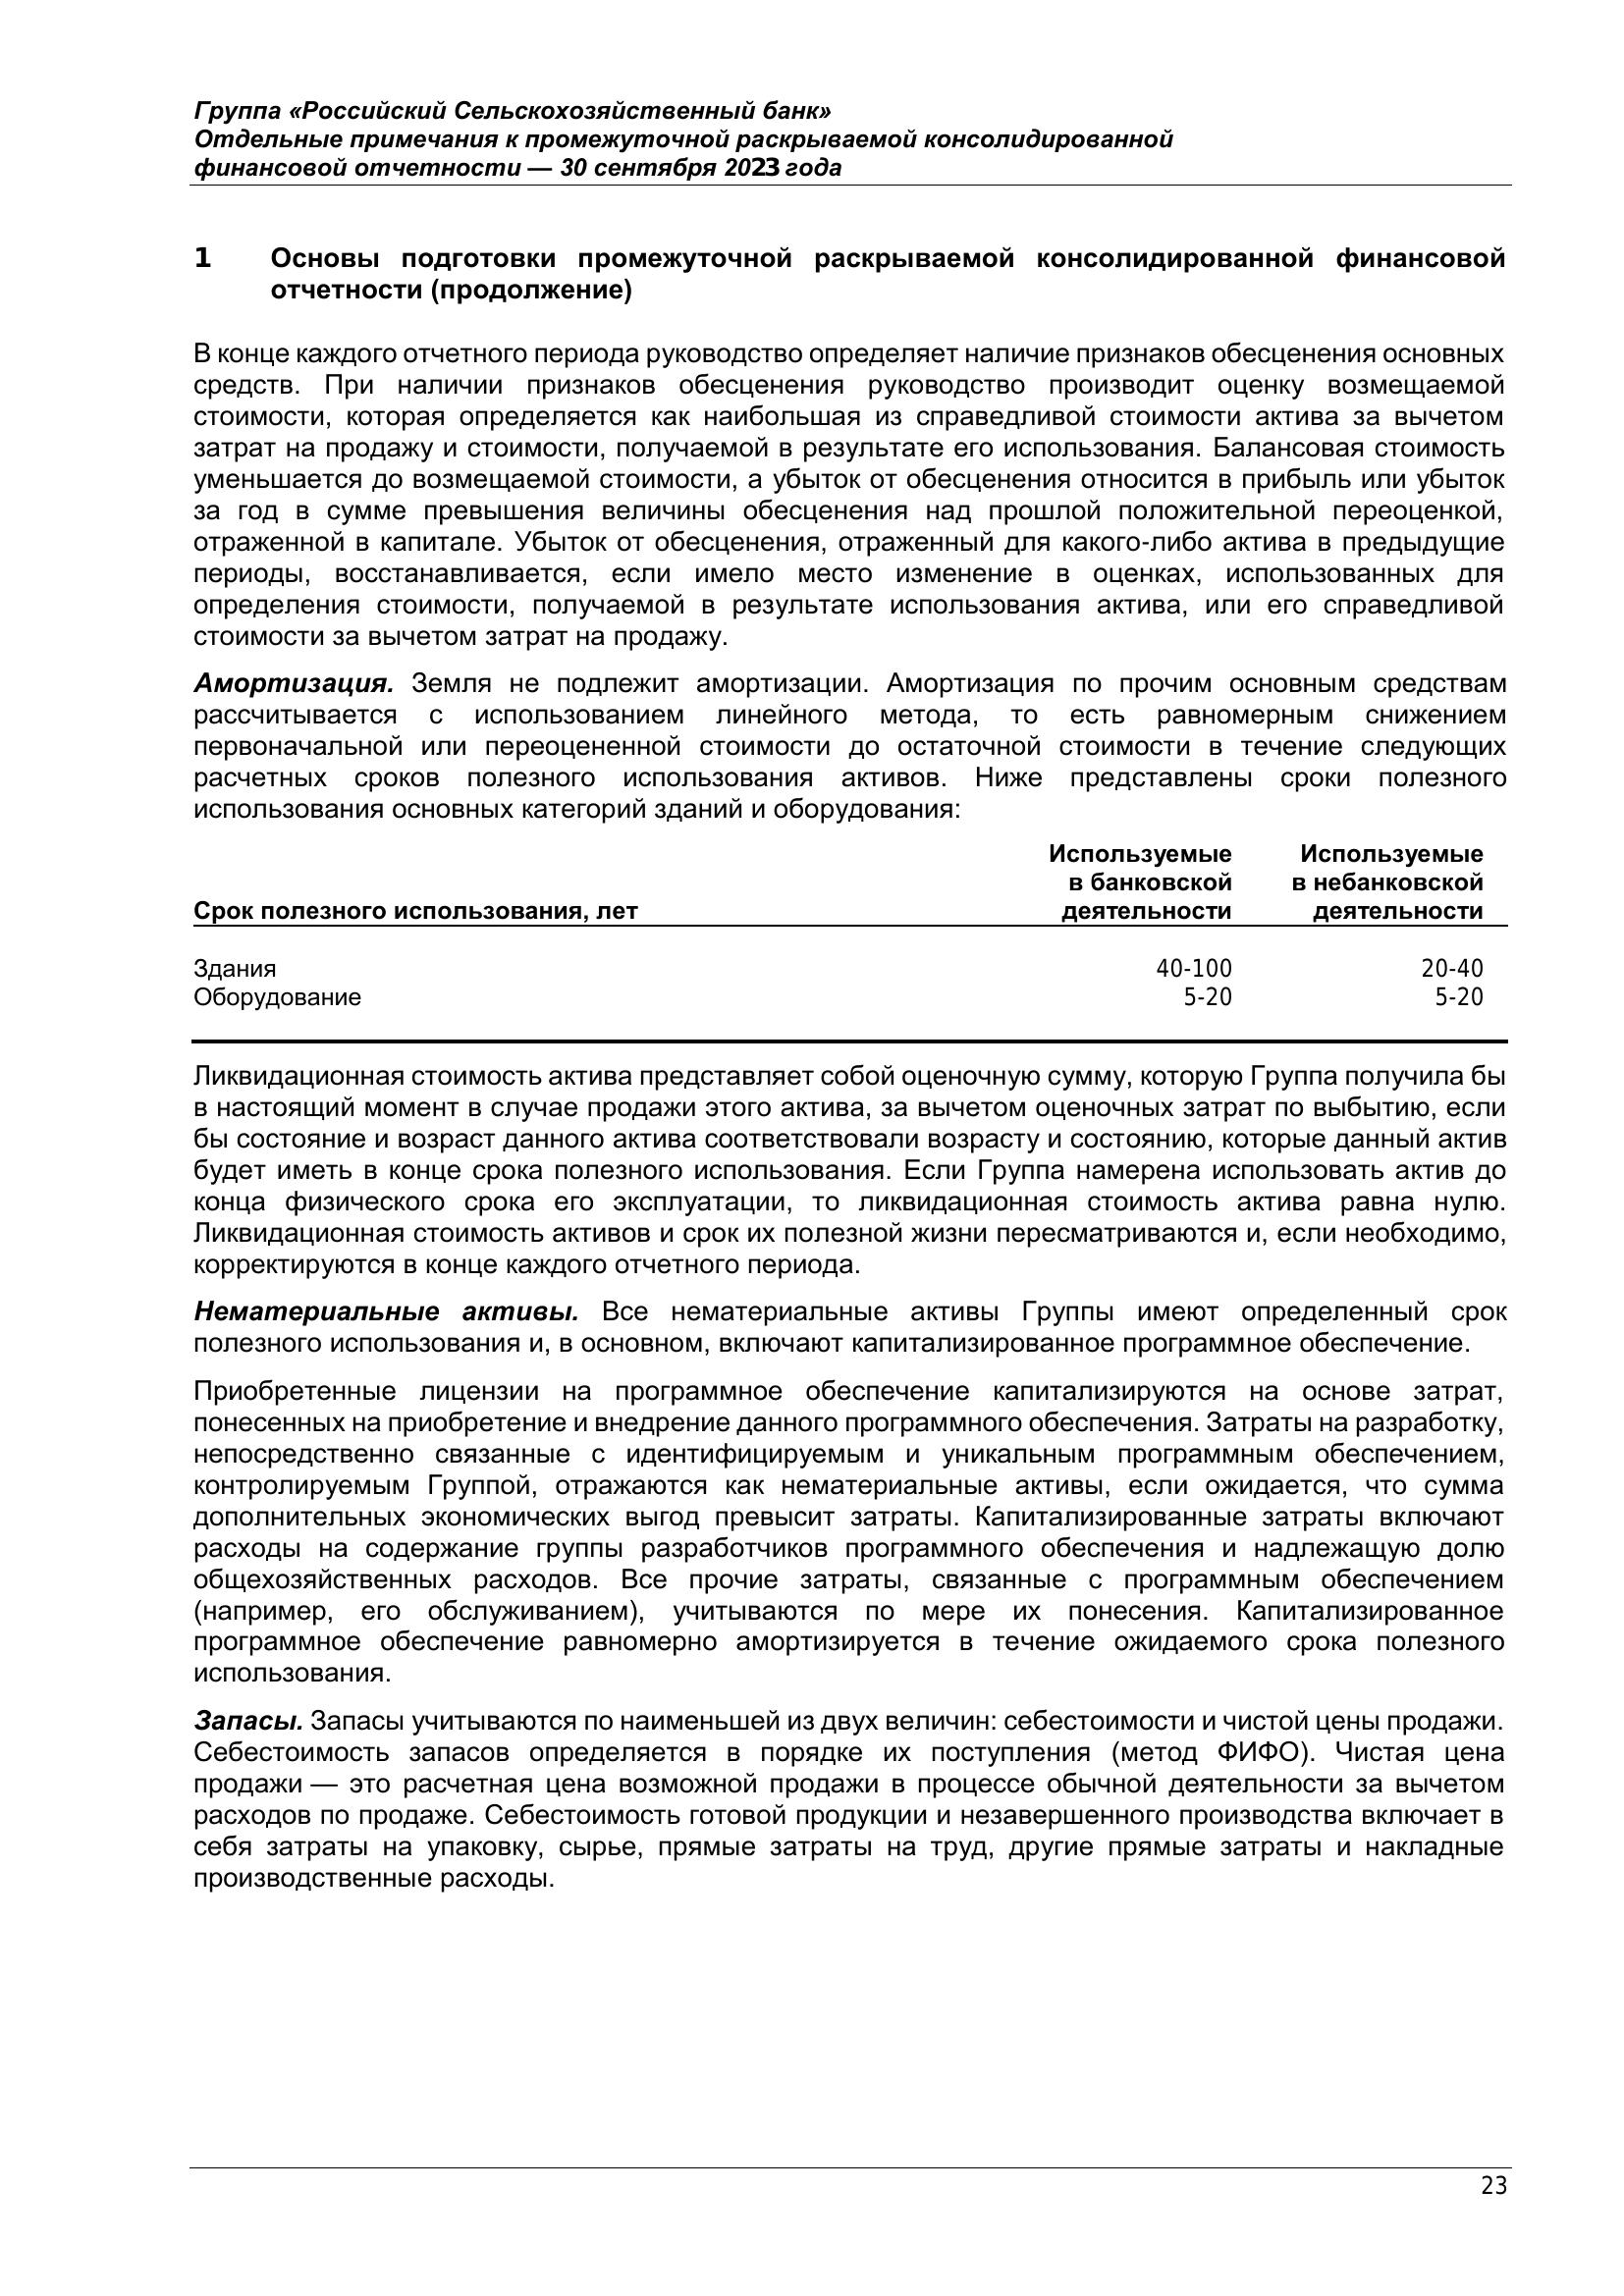 Группа «Российский Сельскохозяйственный банк»
Отдельные примечания к промежуточной раскрываемой консолидированной
финансовой отчетности — 30 сентября 2023 года
1 Основы подготовки промежуточной раскрываемой консолидированной финансовой
отчетности (продолжение)
В конце каждого отчетного периода руководство определяет наличие признаков обесценения основных
средств. При наличии признаков обесценения руководство производит оценку возмещаемой
стоимости, которая определяется как наибольшая из справедливой стоимости актива за вычетом
затрат на продажу и стоимости, получаемой в результате его использования. Балансовая стоимость
уменьшается до возмещаемой стоимости, а убыток от обесценения относится в прибыль или убыток
за год в сумме превышения величины обесценения над прошлой положительной переоценкой,
отраженной в капитале. Убыток от обесценения, отраженный для какого-либо актива в предыдущие
периоды, восстанавливается, если имело место изменение в оценках, использованных для
определения стоимости, получаемой в результате использования актива, или его справедливой
стоимости за вычетом затрат на продажу.
Амортизация. Земля не подлежит амортизации. Амортизация по прочим основным средствам
рассчитывается с использованием линейного метода, то есть равномерным снижением
первоначальной или переоцененной стоимости до остаточной стоимости в течение следующих
расчетных сроков полезного использования активов. Ниже представлены сроки полезного
использования основных категорий зданий и оборудования:
Используемые Используемые
в банковской в небанковской
Срок полезного использования, лет деятельности деятельности
Здания 40-100 20-40
Оборудование 5-20 5-20
Ликвидационная стоимость актива представляет собой оценочную сумму, которую Группа получила бы
в настоящий момент в случае продажи этого актива, за вычетом оценочных затрат по выбытию, если
бы состояние и возраст данного актива соответствовали возрасту и состоянию, которые данный актив
будет иметь в конце срока полезного использования. Если Группа намерена использовать актив до
конца физического срока его эксплуатации, то ликвидационная стоимость актива равна нулю.
Ликвидационная стоимость активов и срок их полезной жизни пересматриваются и, если необходимо,
корректируются в конце каждого отчетного периода.
Нематериальные активы. Все нематериальные активы Группы имеют определенный срок
полезного использования и, в основном, включают капитализированное программное обеспечение.
Приобретенные лицензии на программное обеспечение капитализируются на основе затрат,
понесенных на приобретение и внедрение данного программного обеспечения. Затраты на разработку,
непосредственно связанные с идентифицируемым и уникальным программным обеспечением,
контролируемым Группой, отражаются как нематериальные активы, если ожидается, что сумма
дополнительных экономических выгод превысит затраты. Капитализированные затраты включают
расходы на содержание группы разработчиков программного обеспечения и надлежащую долю
общехозяйственных расходов. Все прочие затраты, связанные с программным обеспечением
(например, его обслуживанием), учитываются по мере их понесения. Капитализированное
программное обеспечение равномерно амортизируется в течение ожидаемого срока полезного
использования.
Запасы. Запасы учитываются по наименьшей из двух величин: себестоимости и чистой цены продажи.
Себестоимость запасов определяется в порядке их поступления (метод ФИФО). Чистая цена
продажи — это расчетная цена возможной продажи в процессе обычной деятельности за вычетом
расходов по продаже. Себестоимость готовой продукции и незавершенного производства включает в
себя затраты на упаковку, сырье, прямые затраты на труд, другие прямые затраты и накладные
производственные расходы.
23